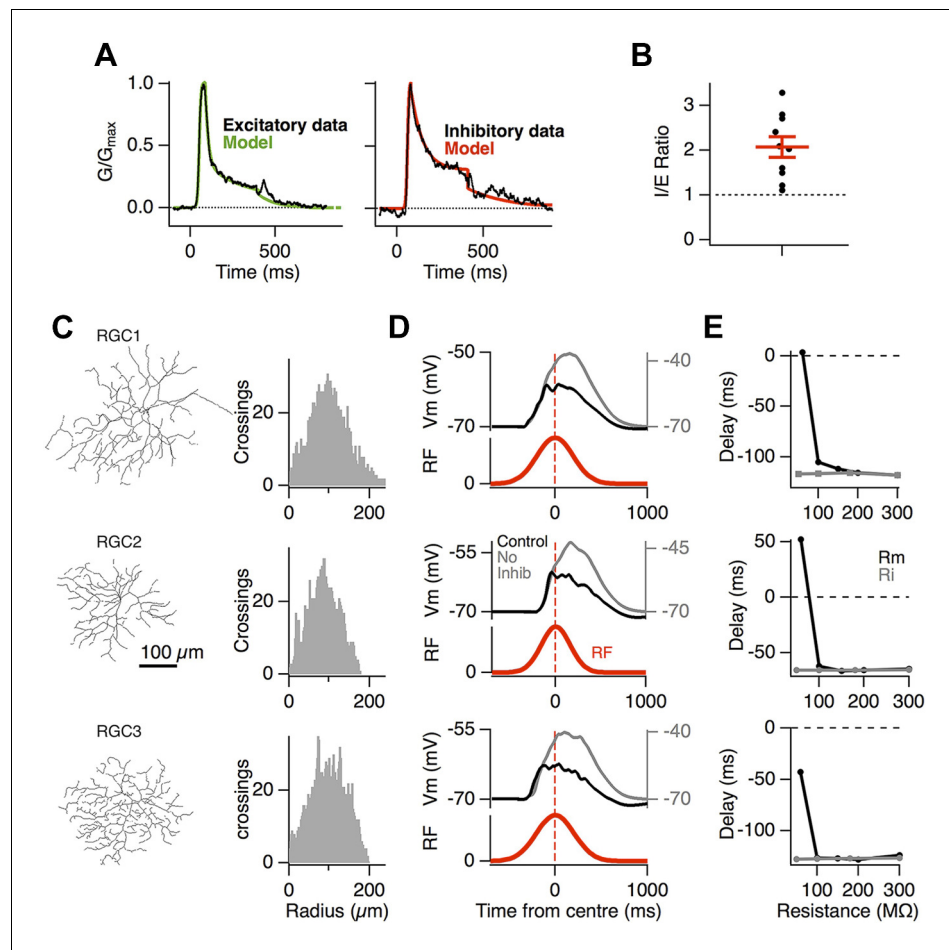 A
B
1.0
0.5
0.0
G/Gmax
Excitatory data
Model
0
500
Time (ms)
Inhibitory data
Model
0
500
Time (ms)
3
2
1
0
I/E Ratio
C
D
E
RGC1
Crossings
20
0
0
200
Vm (mV)
-50
-70
-40
-70
RF
0
0
1000
Delay (ms)
0
-50
-100
100
200
300
RGC2
100 µm
Crossings
20
0
0
200
Vm (mV)
-55
-70
Control
No
Inhib
-45
-70
RF
0
RF
0
1000
Delay (ms)
50
0
-50
Rm
Ri
100
200
300
RGC3
crossings
20
0
0
200
Radius (µm)
Vm (mV)
-55
-70
-40
-70
RF
0
0
1000
Time from centre (ms)
Delay (ms)
0
-50
-100
100
200
300
Resistance (MΩ)